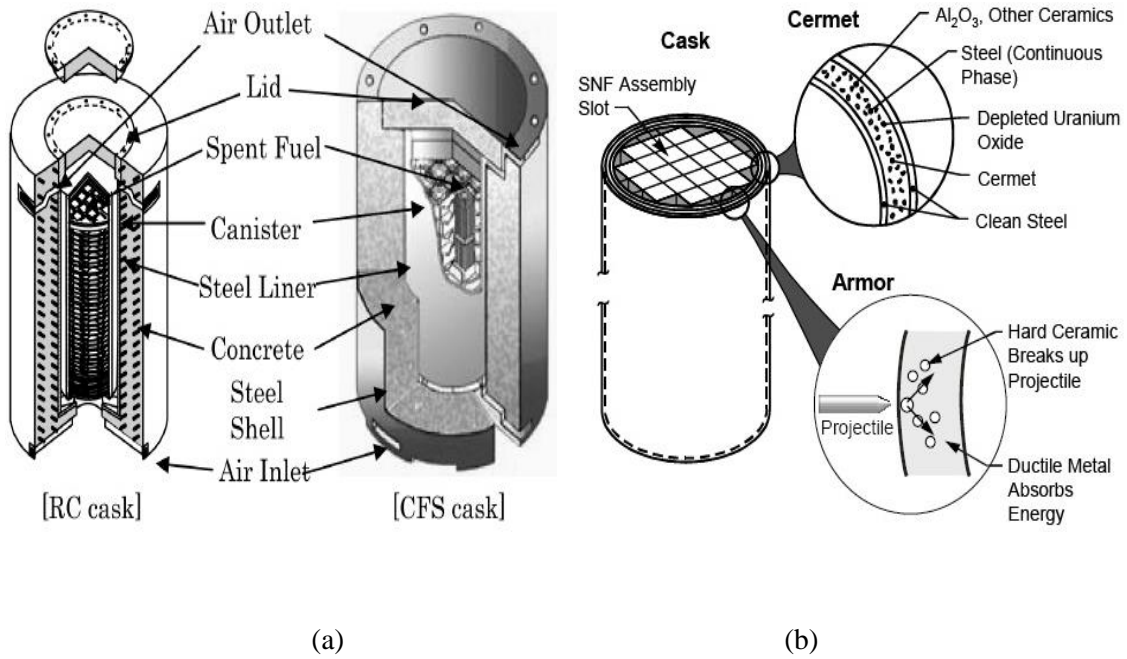 Air Outlet
Lid
Spent Fuel
Canister
Steel Liner
Concrete
Steel
Shell
Air Inlet
[RC cask]
[CFS cask]
(a)
Cask
SNF Assembly
Slot
Cermet
Al₂O₃, Other Ceramics
Steel (Continuous
Phase)
Depleted Uranium
Oxide
Cermet
Clean Steel
Armor
Hard Ceramic
Breaks up
Projectile
Projectile
Ductile Metal
Absorbs
Energy
(b)